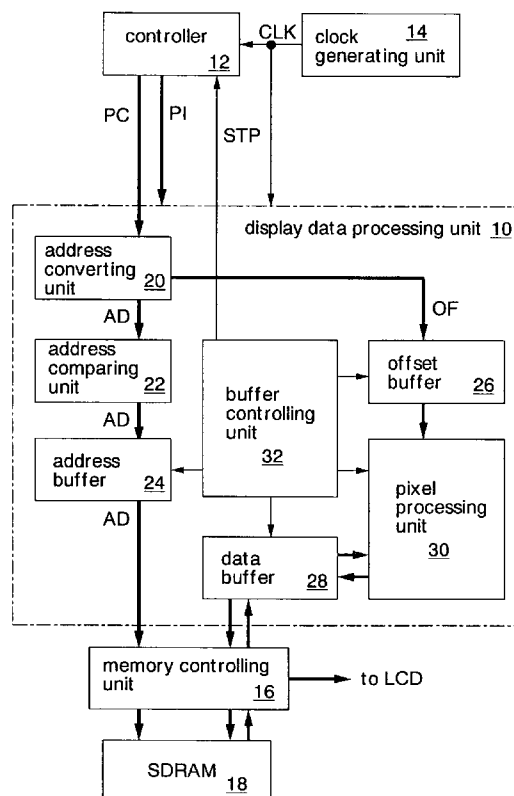 controller
12
CLK
clock
generating unit
14
PC
PI
STP
display data processing unit 10
address
converting
unit
20
OF
AD
address
comparing
unit
22
buffer
controlling
unit
32
offset
buffer
26
AD
address
buffer
24
pixel
processing
unit
30
AD
data
buffer
28
memory controlling
unit
16
to LCD
SDRAM
18